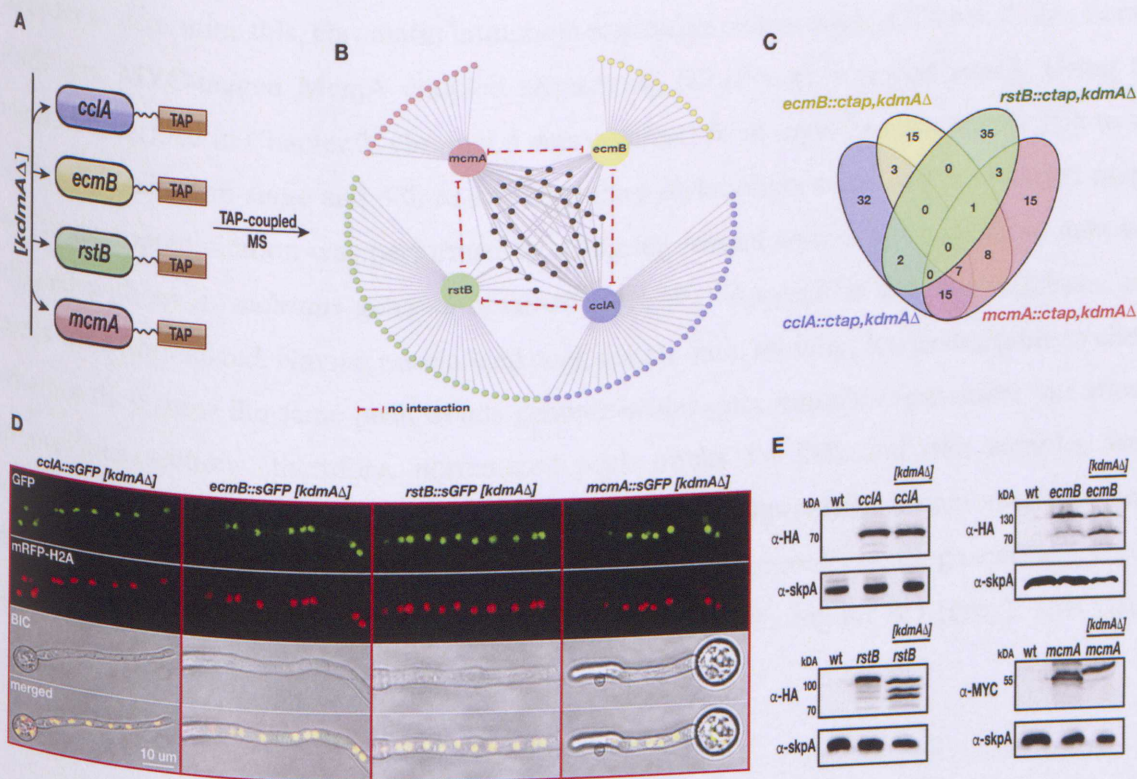 A
[kdmAΔ]
cclA
TAP
ecmB
TAP
rstB
TAP
mcmA
TAP
TAP-coupled
MS
B
mcmA
ecmB
rstB
cclA
no interaction
C
ecmB::ctap,kdmAΔ
rstB::ctap,kdmAΔ
15
35
3
0
3
32
15
0
1
0
2
8
0
7
15
cclA::ctap,kdmAΔ
mcmA::ctap,kdmAΔ
D
cclA::sGFP [kdmAΔ]
ecmB::sGFP [kdmAΔ]
rstB::sGFP [kdmAΔ]
mcmA::sGFP [kdmAΔ]
GFP
mRFP-H2A
BIC
merged
10 um
E
[kdmAΔ]
kDA wt cclA cclA
α-HA
70
α-skpA
[kdmAΔ]
kDA wt ecmB ecmB
130
α-HA
70
α-skpA
[kdmAΔ]
kDA wt rstB rstB
100
α-HA
70
α-skpA
[kdmAΔ]
kDA wt mcmA mcmA
55
α-MYC
α-skpA